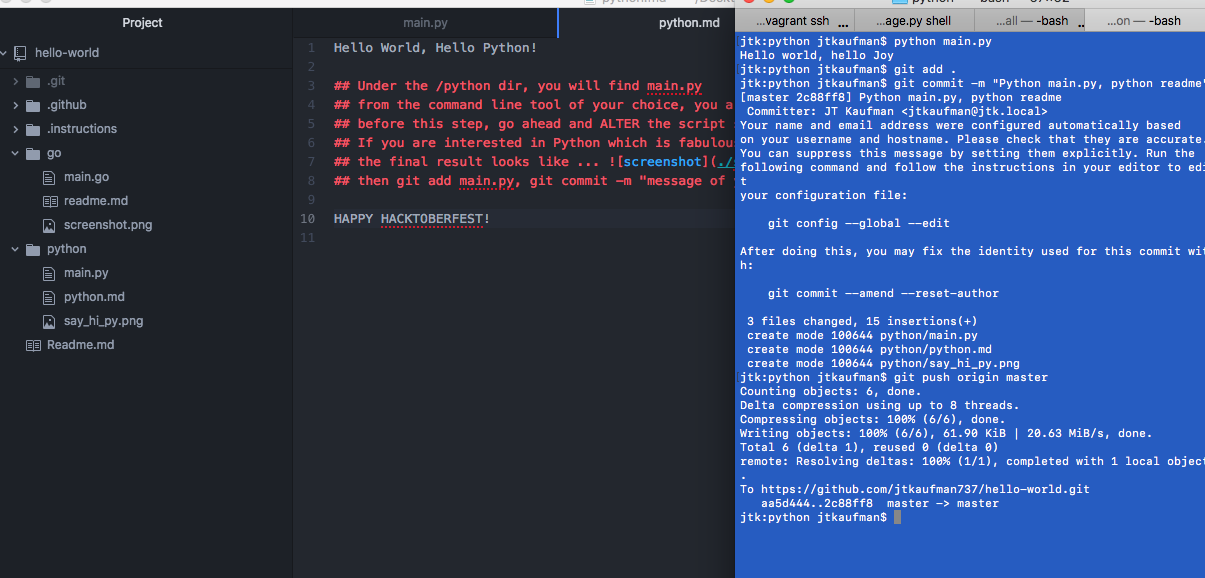 Project
hello-world
.git
.github
.instructions
go
main.go
readme.md
screenshot.png
python
main.py
python.md
say_hi_py.png
Readme.md
main.py
python.md
1 Hello World, Hello Python!
2
3 ## Under the /python dir, you will find main.py
4 ## from the command line tool of your choice, you a
5 ## before this step, go ahead and ALTER the script
6 ## If you are interested in Python which is fabulou
7 ## the final result looks like ... ![screenshot](./
8 ## then git add main.py, git commit -m "message of
9
10 HAPPY HACKTOBERFEST!
11
...vagrant ssh ...
...age.py shell
...all — -bash ...
...on — -bash
jtk:python jtkaufman$ python main.py
Hello world, hello Joy
jtk:python jtkaufman$ git add .
jtk:python jtkaufman$ git commit -m "Python main.py, python readme"
[master 2c88ff8] Python main.py, python readme
Committer: JT Kaufman <jtkaufman@jtk.local>
Your name and email address were configured automatically based
on your username and hostname. Please check that they are accurate.
You can suppress this message by setting them explicitly. Run the
following command and follow the instructions in your editor to edi
t
your configuration file:
git config --global --edit
After doing this, you may fix the identity used for this commit wit
h:
git commit --amend --reset-author
3 files changed, 15 insertions(+)
create mode 100644 python/main.py
create mode 100644 python/python.md
create mode 100644 python/say_hi_py.png
jtk:python jtkaufman$ git push origin master
Counting objects: 6, done.
Delta compression using up to 8 threads.
Compressing objects: 100% (6/6), done.
Writing objects: 100% (6/6), 61.90 KiB | 20.63 MiB/s, done.
Total 6 (delta 1), reused 0 (delta 0)
remote: Resolving deltas: 100% (1/1), completed with 1 local object
.
To https://github.com/jtkaufman737/hello-world.git
aa5d444..2c88ff8 master -> master
jtk:python jtkaufman$